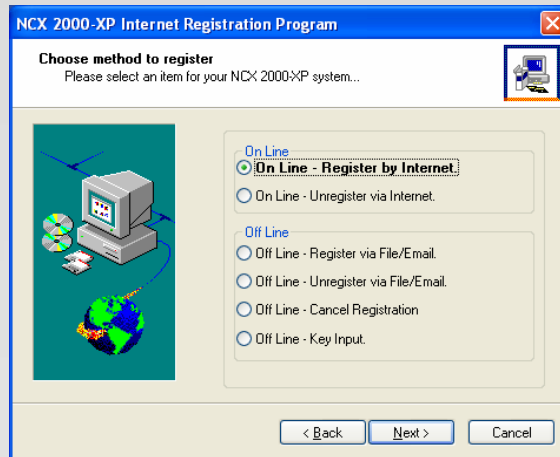 NCX 2000-XP Internet Registration Program
Choose method to register
Please select an item for your NCX 2000-XP system...
On Line
On Line - Register by Internet.
On Line - Unregister via Internet.
Off Line
Off Line - Register via File/Email.
Off Line - Unregister via File/Email.
Off Line - Cancel Registration
Off Line - Key Input.
< Back
Next >
Cancel